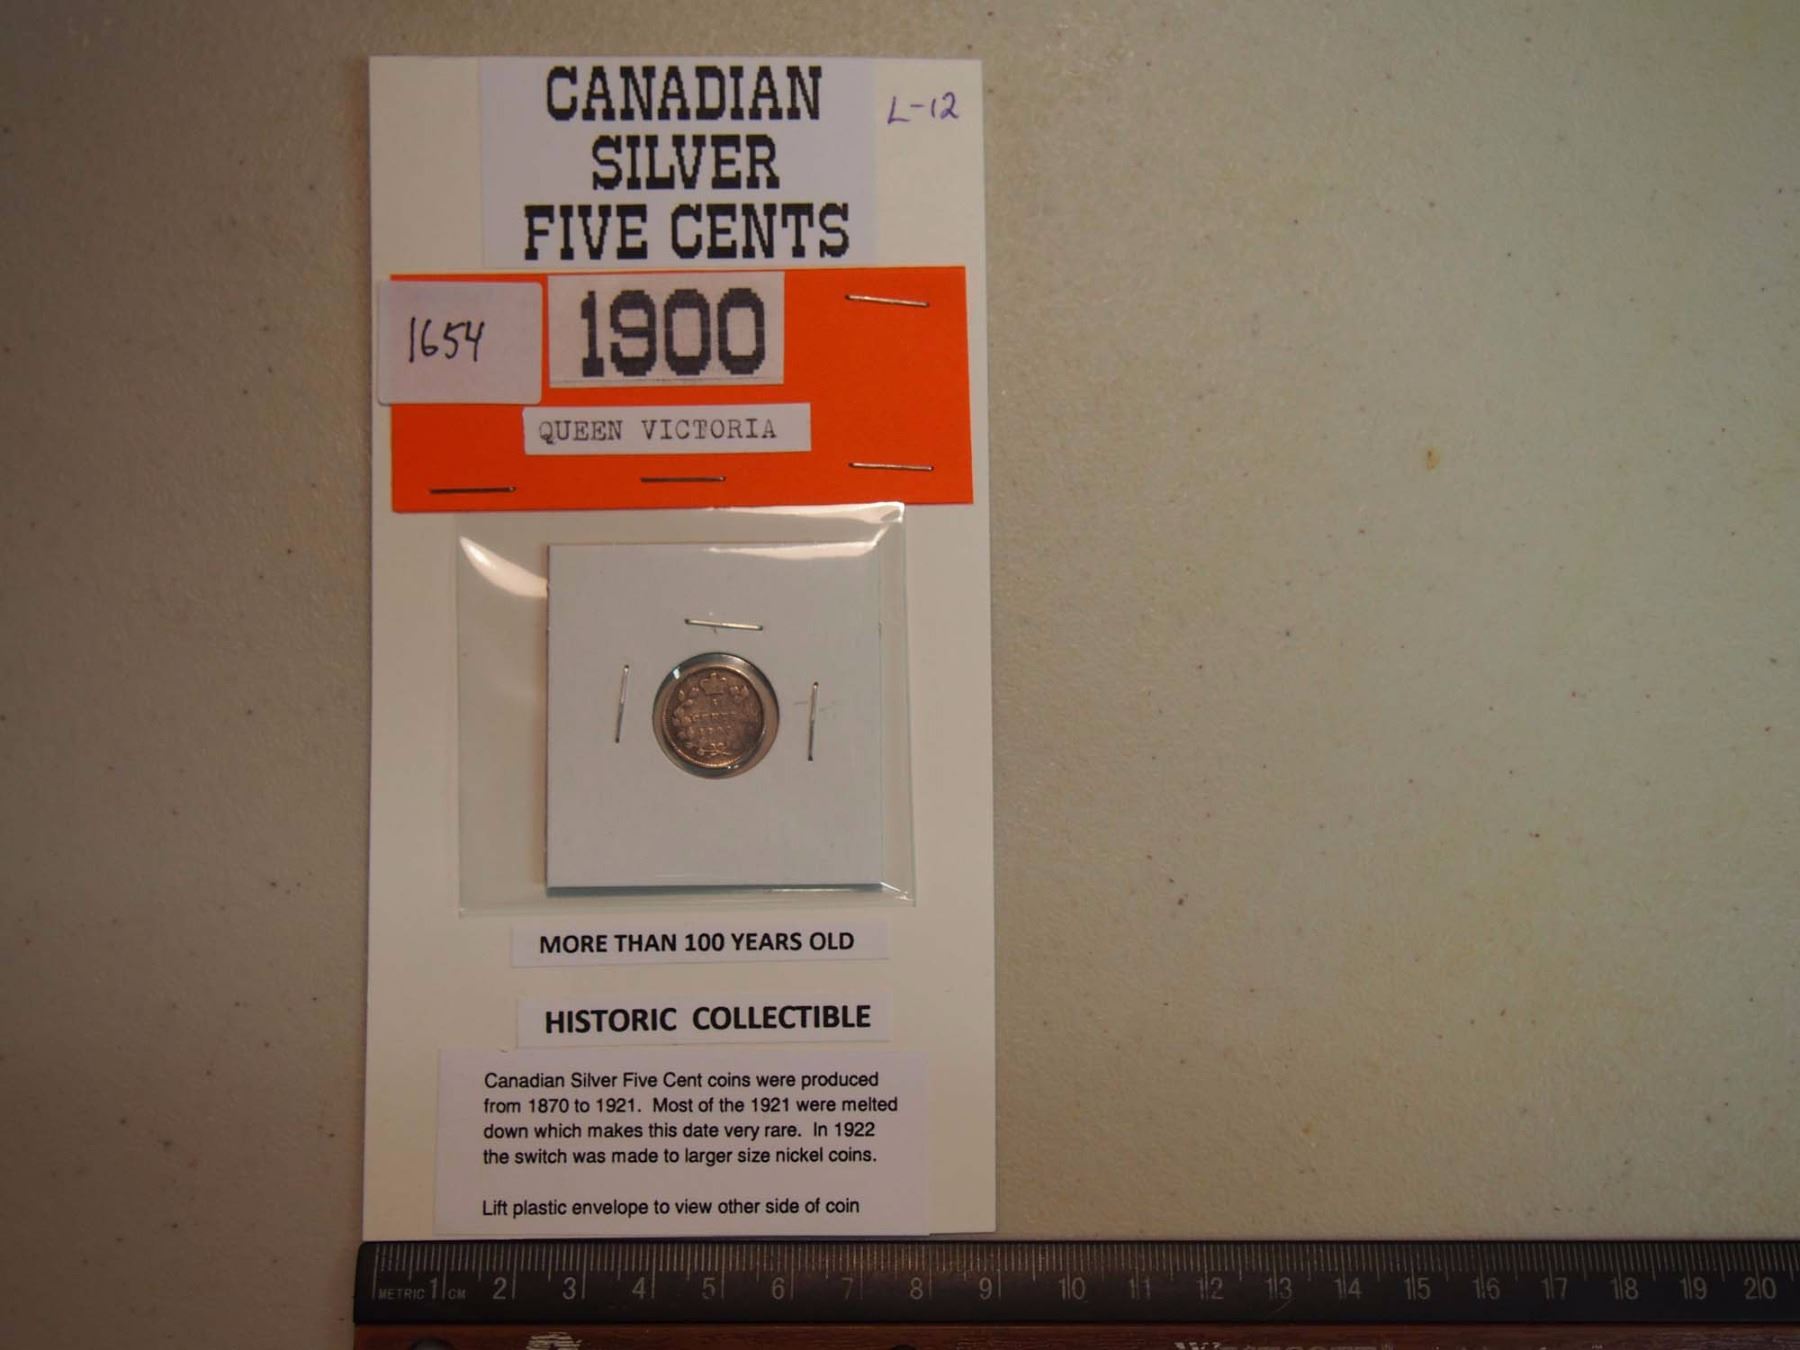 CANADIAN
SILVER
FIVE CENTS
L-12
1654
1900
QUEEN VICTORIA
5
CENTS
MORE THAN 100 YEARS OLD
HISTORIC COLLECTIBLE
Canadian Silver Five Cent coins were produced
from 1870 to 1921. Most of the 1921 were melted
down which makes this date very rare. In 1922
the switch was made to larger size nickel coins.
Lift plastic envelope to view other side of coin
METRIC 1 CM 2 3 4 5 6 7 8 9 10 11 12 13 14 15 16 17 18 19 20